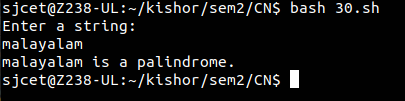 sjcet@Z238-UL:~/kishor/sem2/CN$ bash 30.sh
Enter a string:
malayalam
malayalam is a palindrome.
sjcet@Z238-UL:~/kishor/sem2/CN$